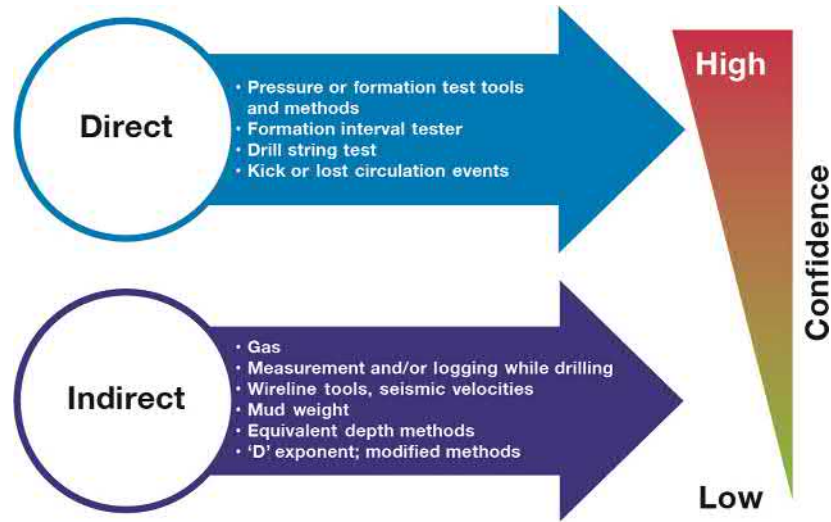 Direct
• Pressure or formation test tools
and methods
• Formation interval tester
• Drill string test
• Kick or lost circulation events
High
Confidence
Indirect
• Gas
• Measurement and/or logging while drilling
• Wireline tools, seismic velocities
• Mud weight
• Equivalent depth methods
• ‘D’ exponent; modified methods
Low